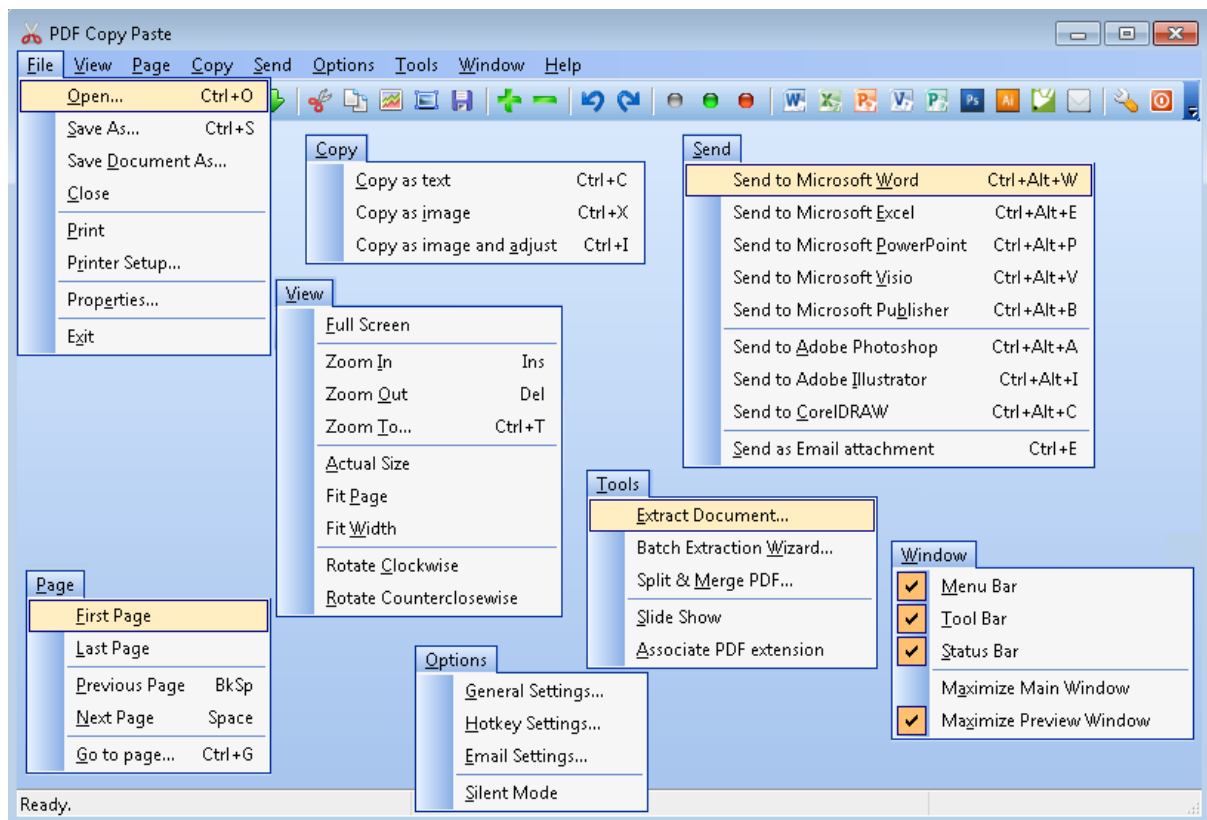 PDF Copy Paste
File View Page Copy Send Options Tools Window Help
Open... Ctrl+O
Save As... Ctrl+S
Save Document As...
Close
Print
Printer Setup...
Properties...
Exit
Copy
Copy as text Ctrl+C
Copy as image Ctrl+X
Copy as image and adjust Ctrl+I
Send
Send to Microsoft Word Ctrl+Alt+W
Send to Microsoft Excel Ctrl+Alt+E
Send to Microsoft PowerPoint Ctrl+Alt+P
Send to Microsoft Visio Ctrl+Alt+V
Send to Microsoft Publisher Ctrl+Alt+B
Send to Adobe Photoshop Ctrl+Alt+A
Send to Adobe Illustrator Ctrl+Alt+I
Send to CorelDRAW Ctrl+Alt+C
Send as Email attachment Ctrl+E
View
Full Screen
Zoom In Ins
Zoom Out Del
Zoom To... Ctrl+T
Actual Size
Fit Page
Fit Width
Rotate Clockwise
Rotate Counterclosewise
Tools
Extract Document...
Batch Extraction Wizard...
Split & Merge PDF...
Slide Show
Associate PDF extension
Window
Menu Bar
Tool Bar
Status Bar
Maximize Main Window
Maximize Preview Window
Page
First Page
Last Page
Previous Page BkSp
Next Page Space
Go to page... Ctrl+G
Options
General Settings...
Hotkey Settings...
Email Settings...
Silent Mode
Ready.